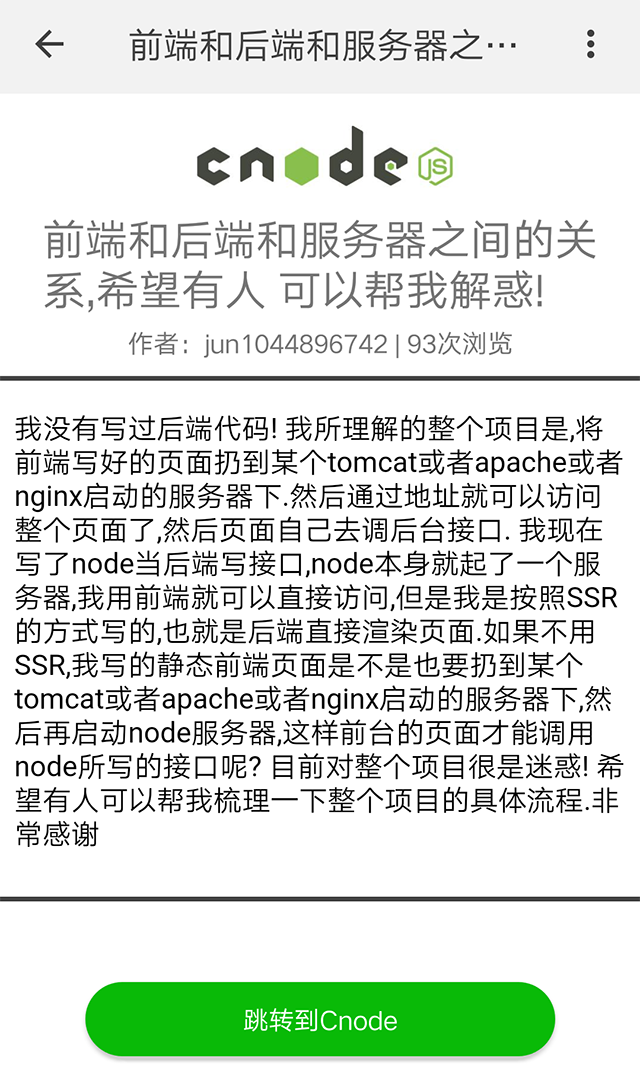 前端和后端和服务器之…
cnode JS
前端和后端和服务器之间的关
系,希望有人 可以帮我解惑!
作者：jun1044896742 | 93次浏览
我没有写过后端代码! 我所理解的整个项目是,将
前端写好的页面扔到某个tomcat或者apache或者
nginx启动的服务器下.然后通过地址就可以访问
整个页面了,然后页面自己去调后台接口. 我现在
写了node当后端写接口,node本身就起了一个服
务器,我用前端就可以直接访问,但是我是按照SSR
的方式写的,也就是后端直接渲染页面.如果不用
SSR,我写的静态前端页面是不是也要扔到某个
tomcat或者apache或者nginx启动的服务器下,然
后再启动node服务器,这样前台的页面才能调用
node所写的接口呢? 目前对整个项目很是迷惑! 希
望有人可以帮我梳理一下整个项目的具体流程.非
常感谢
跳转到Cnode